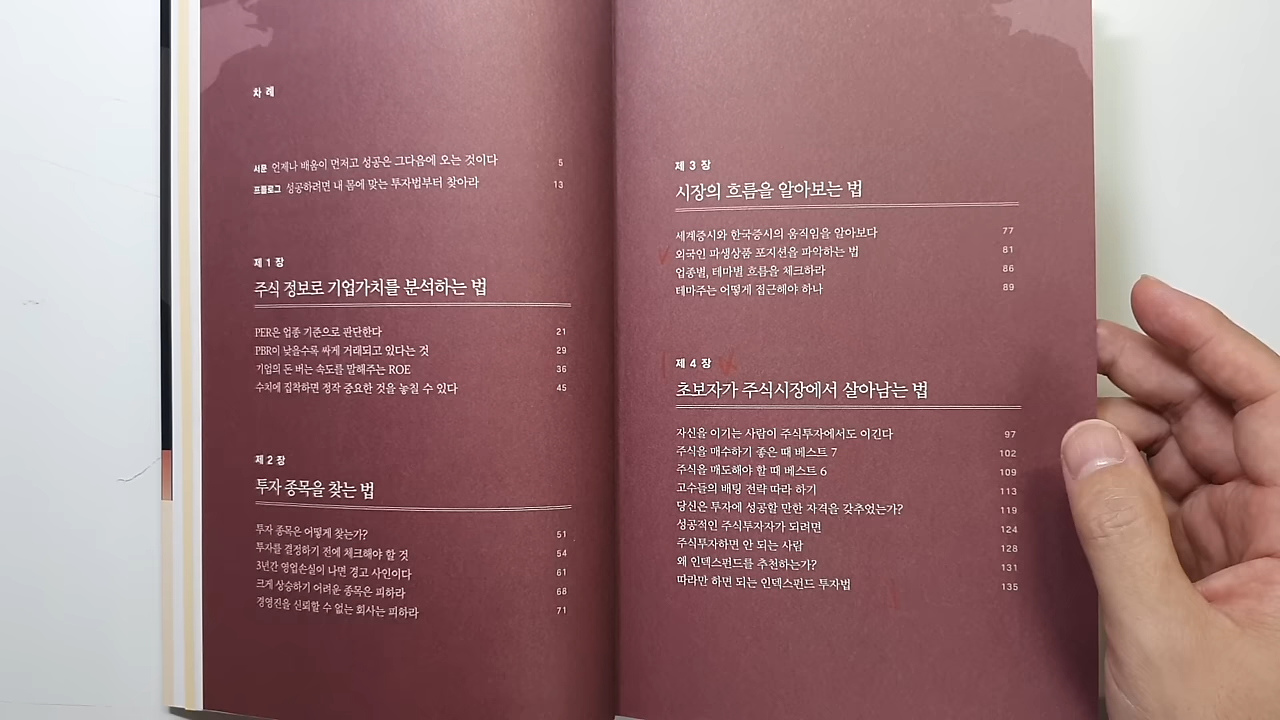 차례
서문 언제나 배움이 먼저고 성공은 그다음에 오는 것이다 5
프롤로그 성공하려면 내 몸에 맞는 투자법부터 찾아라 13
제1장
주식 정보로 기업가치를 분석하는 법
PER은 업종 기준으로 판단한다 21
PBR이 낮을수록 싸게 거래되고 있다는 것 29
기업의 돈 버는 속도를 말해주는 ROE 36
수치에 집착하면 정작 중요한 것을 놓칠 수 있다 45
제2장
투자 종목을 찾는 법
투자 종목은 어떻게 찾는가? 51
투자를 결정하기 전에 체크해야 할 것 54
3년간 영업손실이 나면 경고 사인이다 61
크게 상승하기 어려운 종목은 피하라 68
경영진을 신뢰할 수 없는 회사는 피하라 71
제3장
시장의 흐름을 알아보는 법
세계증시와 한국증시의 움직임을 알아보다 77
외국인 파생상품 포지션을 파악하는 법 81
업종별, 테마별 흐름을 체크하라 86
테마주는 어떻게 접근해야 하나 89
제4장
초보자가 주식시장에서 살아남는 법
자신을 이기는 사람이 주식투자에서도 이긴다 97
주식을 매수하기 좋은 때 베스트 7 102
주식을 매도해야 할 때 베스트 6 109
고수들의 배팅 전략 따라 하기 113
당신은 투자에 성공할 만한 자격을 갖추었는가? 119
성공적인 주식투자자가 되려면 124
주식투자하면 안 되는 사람 128
왜 인덱스펀드를 추천하는가? 131
따라만 하면 되는 인덱스펀드 투자법 135